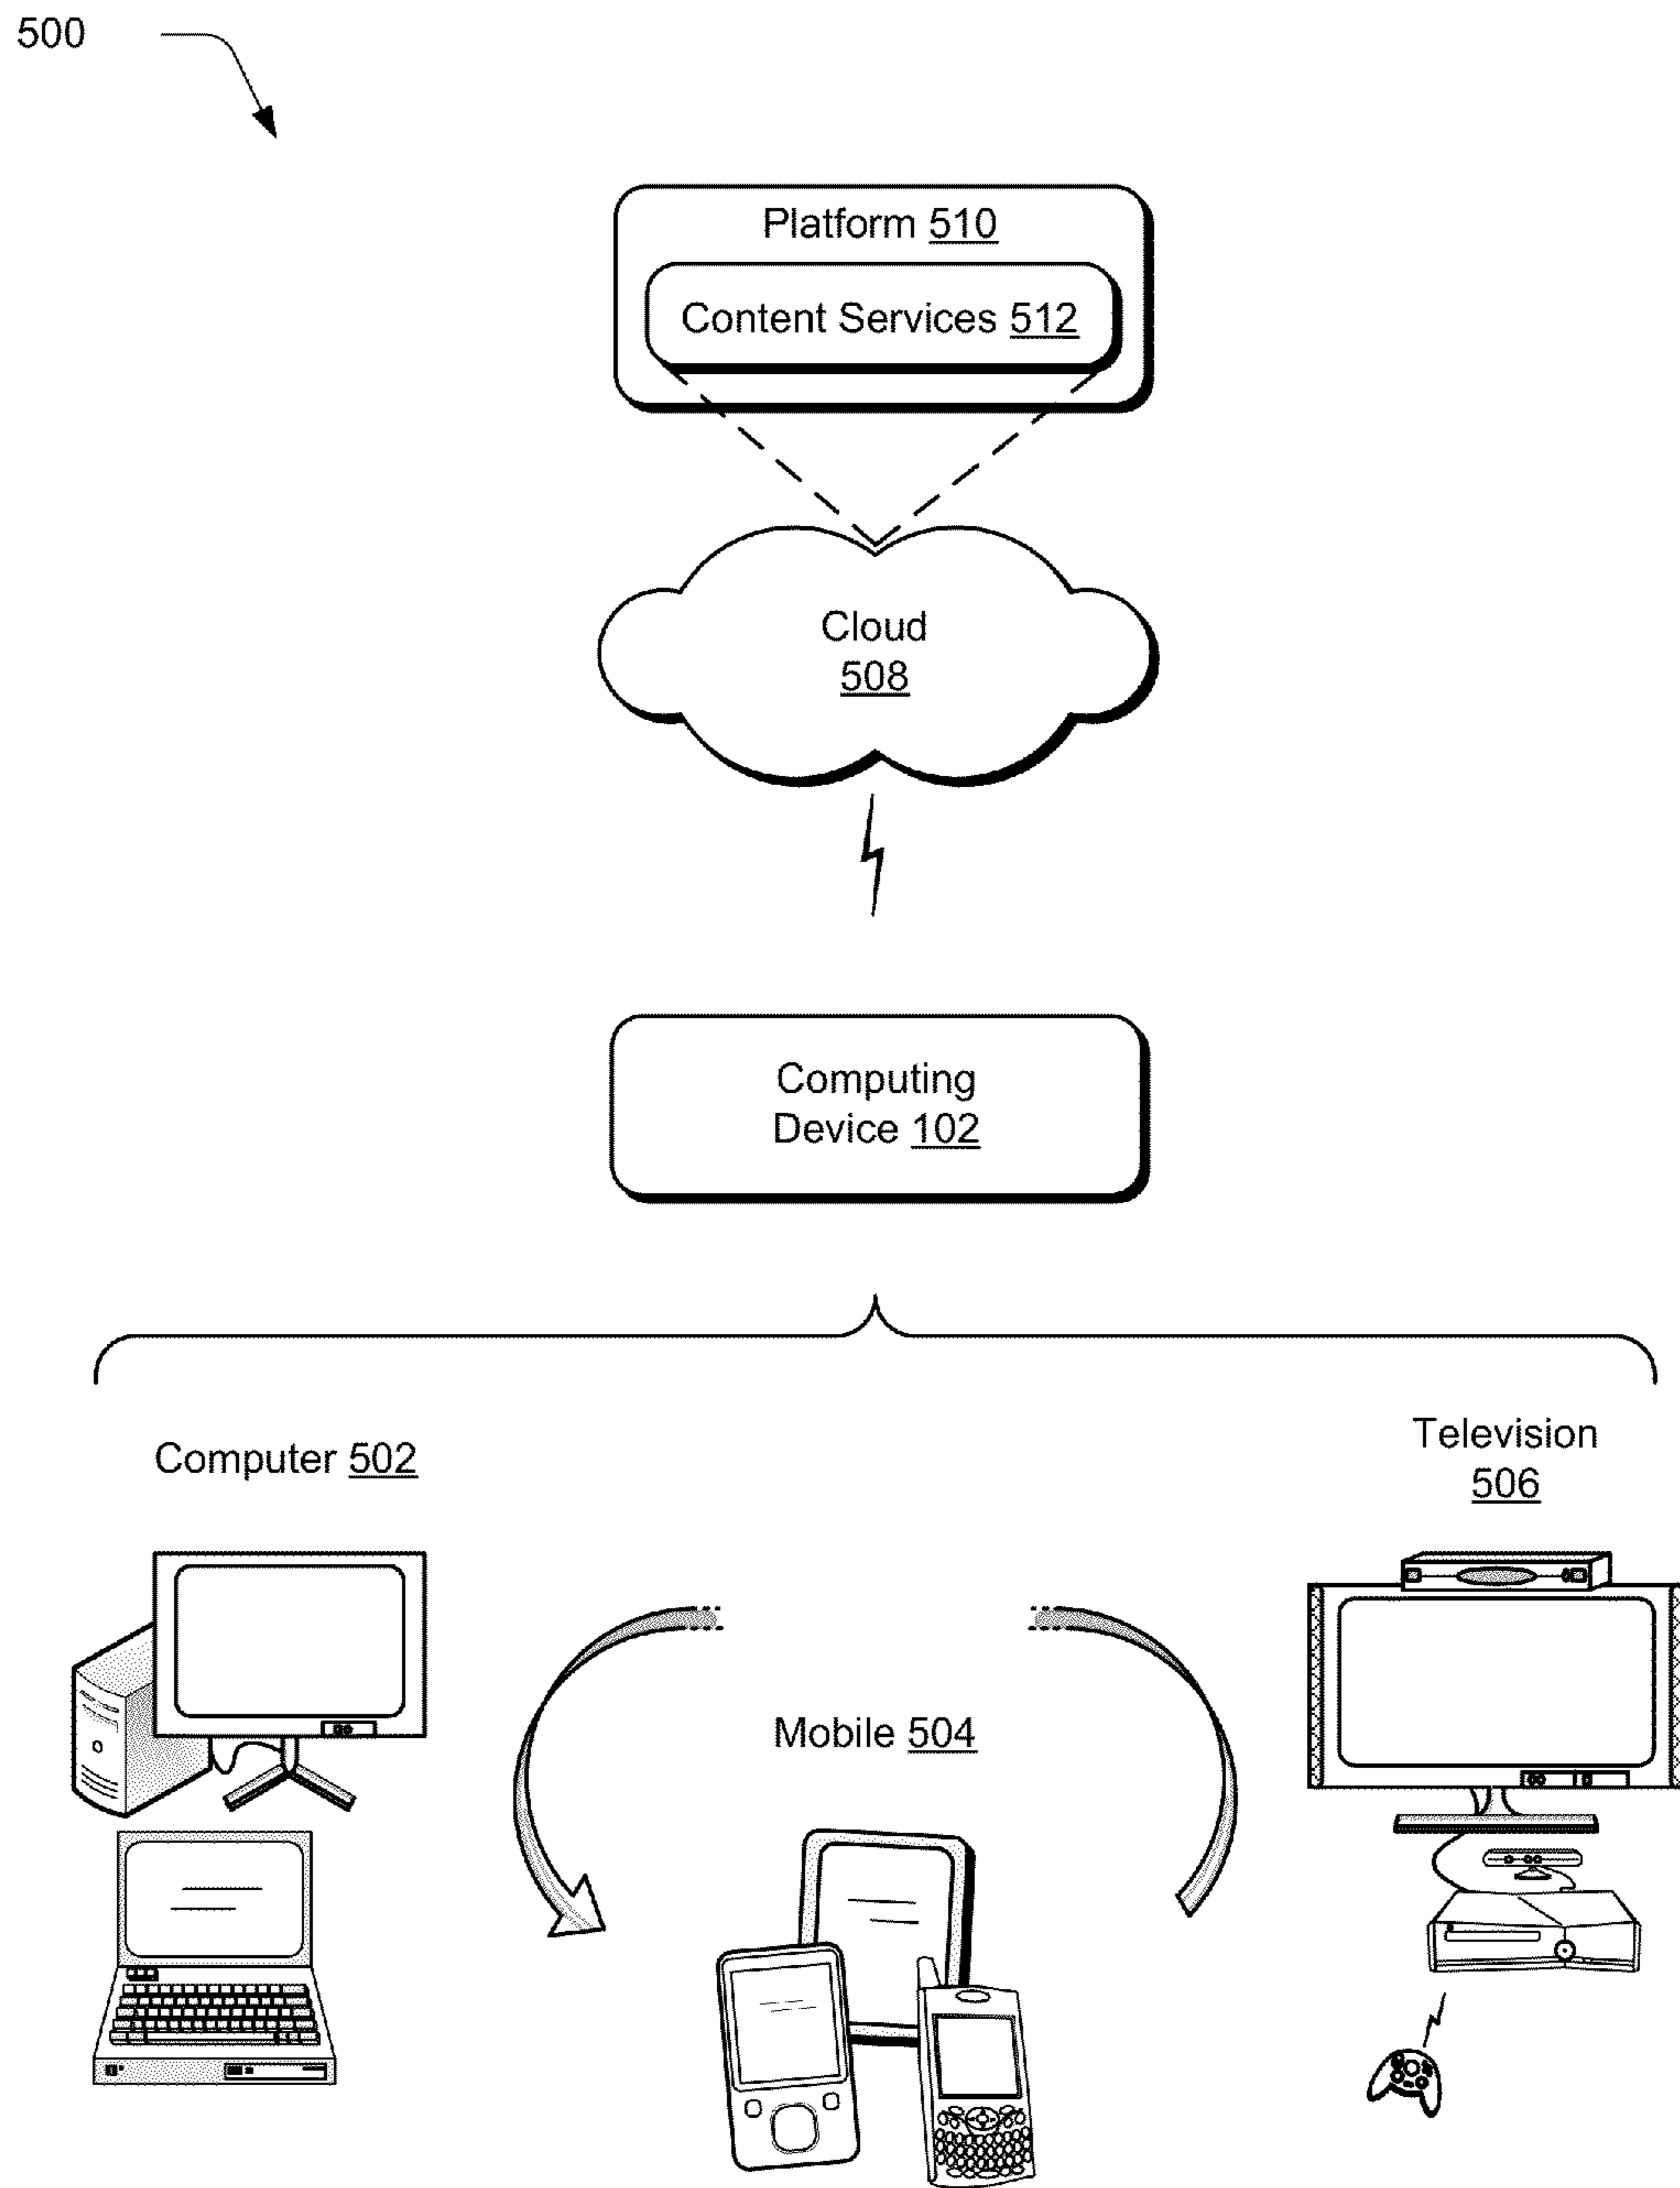 500
Platform 510
Content Services 512
Cloud
508
Computing
Device 102
Computer 502
Television
506
Mobile 504